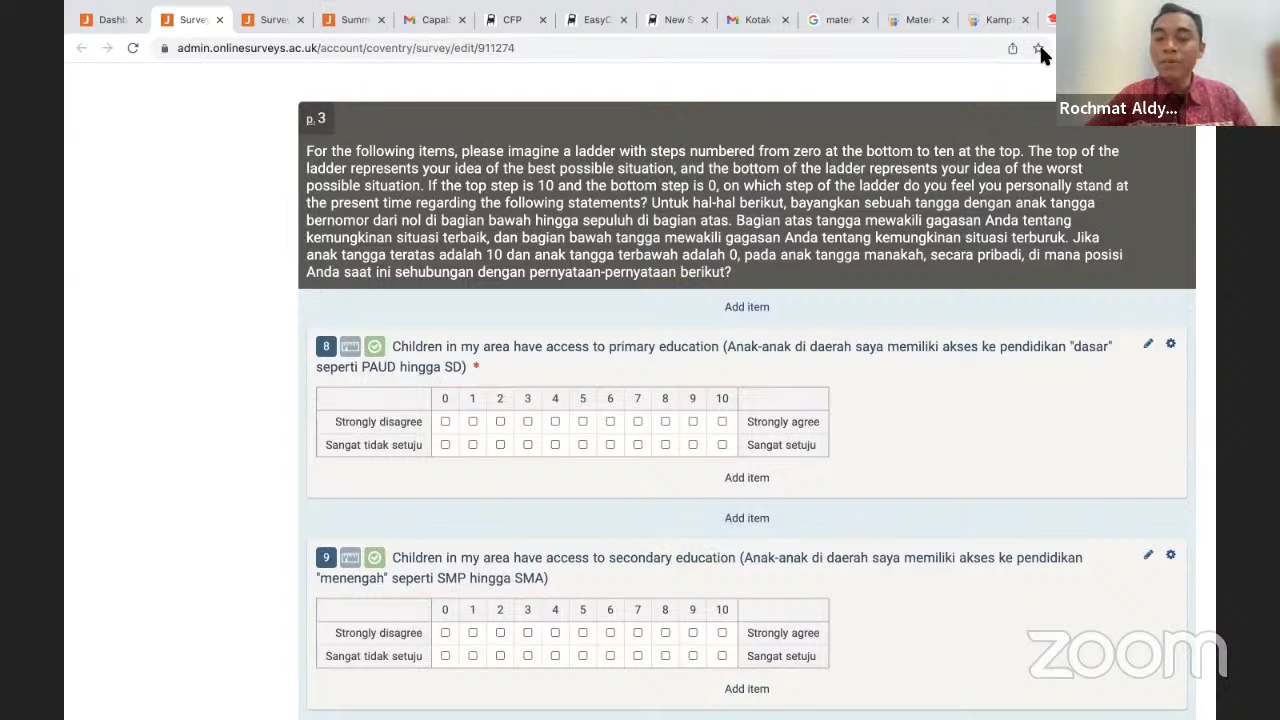 Dashb
Survey
Survey
Summ
Capal
CFP
EasyC
New S
Kotak
mater
Materi
Kampa
admin.onlinesurveys.ac.uk/account/coventry/survey/edit/911274
Rochmat Aldy...
p.3
For the following items, please imagine a ladder with steps numbered from zero at the bottom to ten at the top. The top of the
ladder represents your idea of the best possible situation, and the bottom of the ladder represents your idea of the worst
possible situation. If the top step is 10 and the bottom step is 0, on which step of the ladder do you feel you personally stand at
the present time regarding the following statements? Untuk hal-hal berikut, bayangkan sebuah tangga dengan anak tangga
bernomor dari nol di bagian bawah hingga sepuluh di bagian atas. Bagian atas tangga mewakili gagasan Anda tentang
kemungkinan situasi terbaik, dan bagian bawah tangga mewakili gagasan Anda tentang kemungkinan situasi terburuk. Jika
anak tangga teratas adalah 10 dan anak tangga terbawah adalah 0, pada anak tangga manakah, secara pribadi, di mana posisi
Anda saat ini sehubungan dengan pernyataan-pernyataan berikut?
Add item
8 Children in my area have access to primary education (Anak-anak di daerah saya memiliki akses ke pendidikan "dasar"
seperti PAUD hingga SD) *
0 1 2 3 4 5 6 7 8 9 10
Strongly disagree Strongly agree
Sangat tidak setuju Sangat setuju
Add item
Add item
9 Children in my area have access to secondary education (Anak-anak di daerah saya memiliki akses ke pendidikan
"menengah" seperti SMP hingga SMA)
0 1 2 3 4 5 6 7 8 9 10
Strongly disagree Strongly agree
Sangat tidak setuju Sangat setuju
Add item
zoom